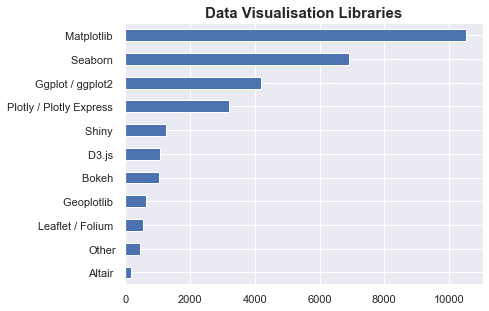 Data Visualisation Libraries
Matplotlib
Seaborn
Ggplot / ggplot2
Plotly / Plotly Express
Shiny
D3.js
Bokeh
Geoplotlib
Leaflet / Folium
Other
Altair
0 2000 4000 6000 8000 10000